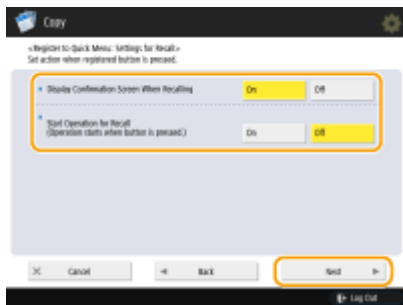 Copy
<Register to Quick Menu: Settings for Recall>
Set action when registered button is pressed.
Display Confirmation Screen When Recalling
On
Off
Start Operation for Recall
(Operation starts when button is pressed.)
On
Off
Cancel
Back
Next
Log Out